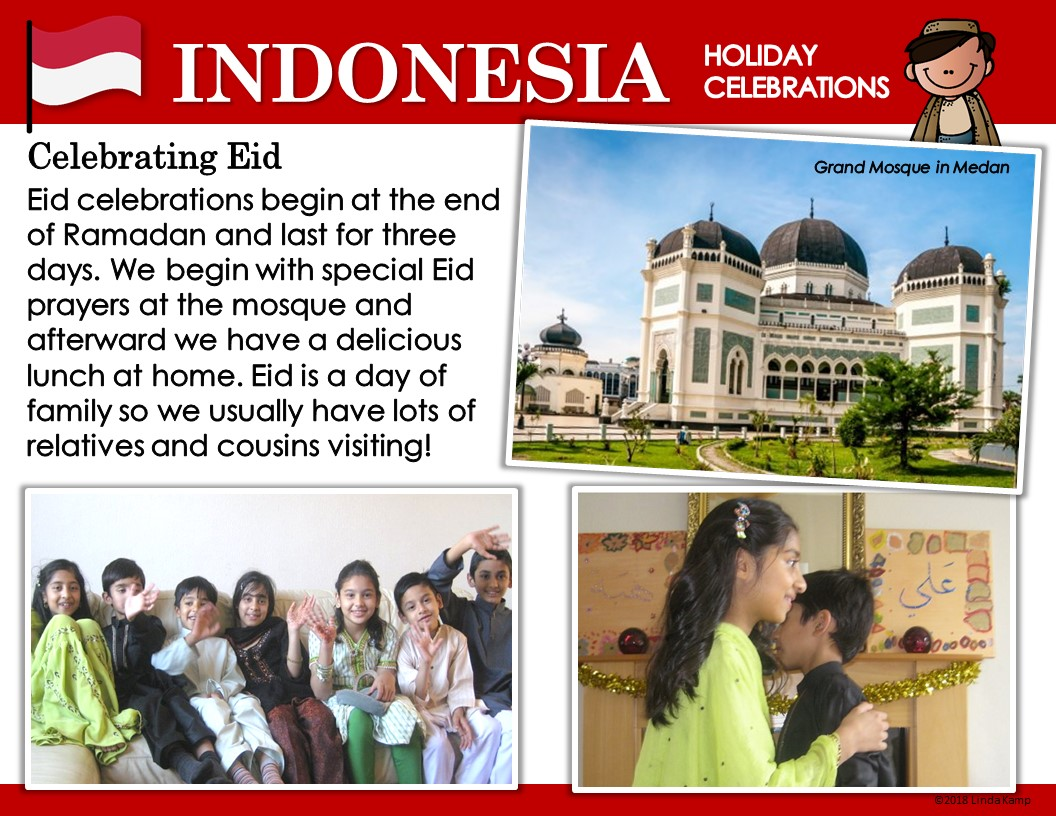 INDONESIA
HOLIDAY
CELEBRATIONS
Celebrating Eid
Eid celebrations begin at the end
of Ramadan and last for three
days. We begin with special Eid
prayers at the mosque and
afterward we have a delicious
lunch at home. Eid is a day of
family so we usually have lots of
relatives and cousins visiting!
Grand Mosque in Medan
عَلي
©2018 Linda Kamp